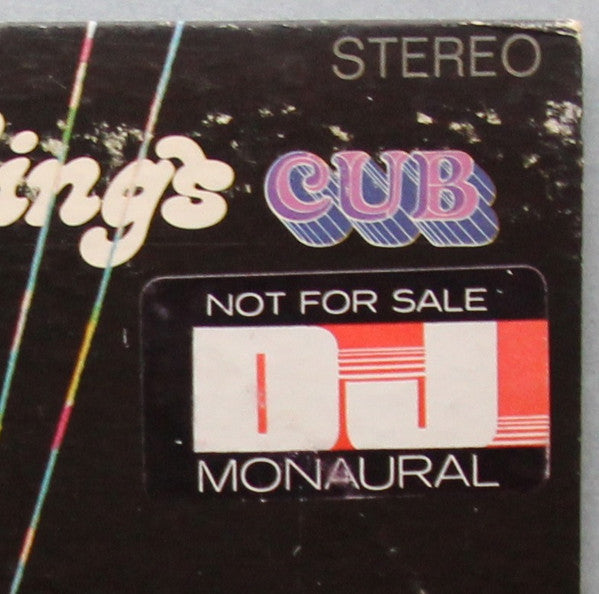 STEREO
ing's CUB
NOT FOR SALE
DJ
MONAURAL